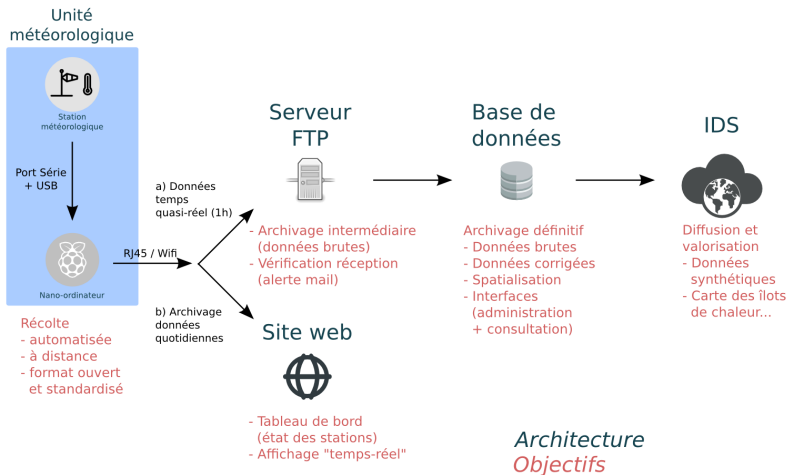 Unité
météorologique
Station
météorologique
Port Série
+ USB
Nano-ordinateur
Récolte
- automatisée
- à distance
- format ouvert
et standardisé
RJ45 / Wifi
a) Données
temps
quasi-réel (1h)
b) Archivage
données
quotidiennes
Serveur
FTP
- Archivage intermédiaire
(données brutes)
- Vérification réception
(alerte mail)
Site web
- Tableau de bord
(état des stations)
- Affichage "temps-réel"
Base de
données
Archivage définitif
- Données brutes
- Données corrigées
- Spatialisation
- Interfaces
(administration
+ consultation)
IDS
Diffusion et
valorisation
- Données
synthétiques
- Carte des îlots
de chaleur...
Architecture
Objectifs